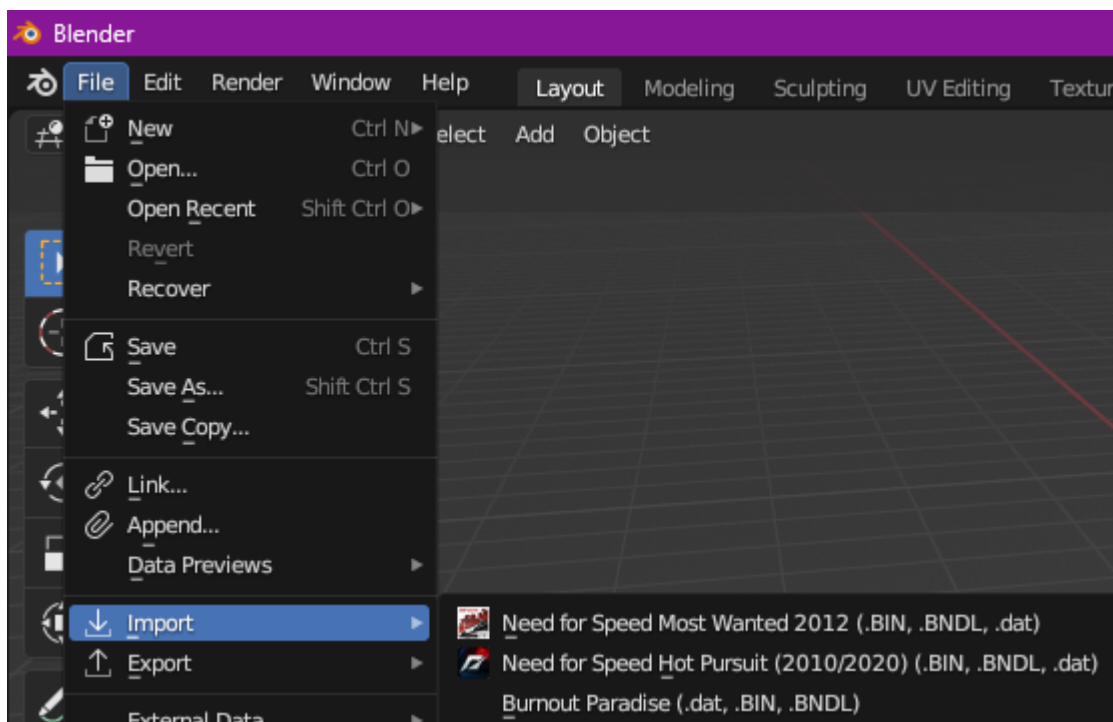 Blender
File Edit Render Window Help Layout Modeling Sculpting UV Editing Textur
elect Add Object
New Ctrl N
Open... Ctrl O
Open Recent Shift Ctrl O
Revert
Recover
Save Ctrl S
Save As... Shift Ctrl S
Save Copy...
Link...
Append...
Data Previews
Import
Need for Speed Most Wanted 2012 (.BIN, .BNDL, .dat)
Export
Need for Speed Hot Pursuit (2010/2020) (.BIN, .BNDL, .dat)
External Data
Burnout Paradise (.dat, .BIN, .BNDL)